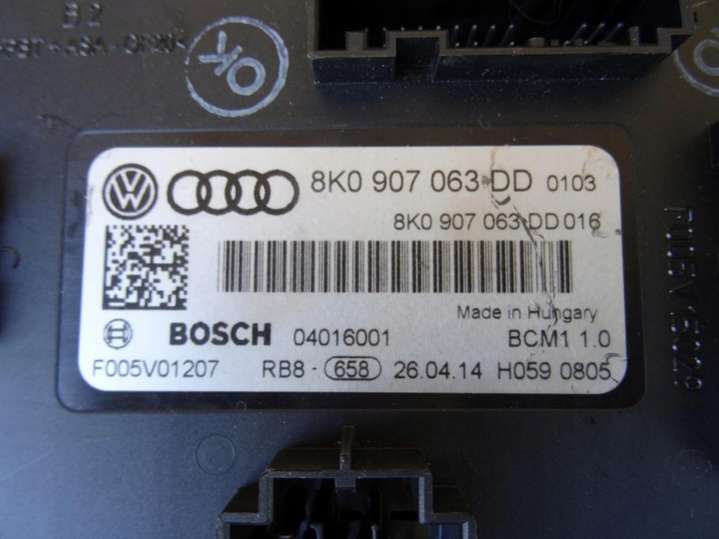 B 2
OK
8K0 907 063 DD 0103
8K0 907 063 DD 016
Made in Hungary
BOSCH 04016001 BCM1 1.0
F005V01207 RB8- 658 26.04.14 H059 0805